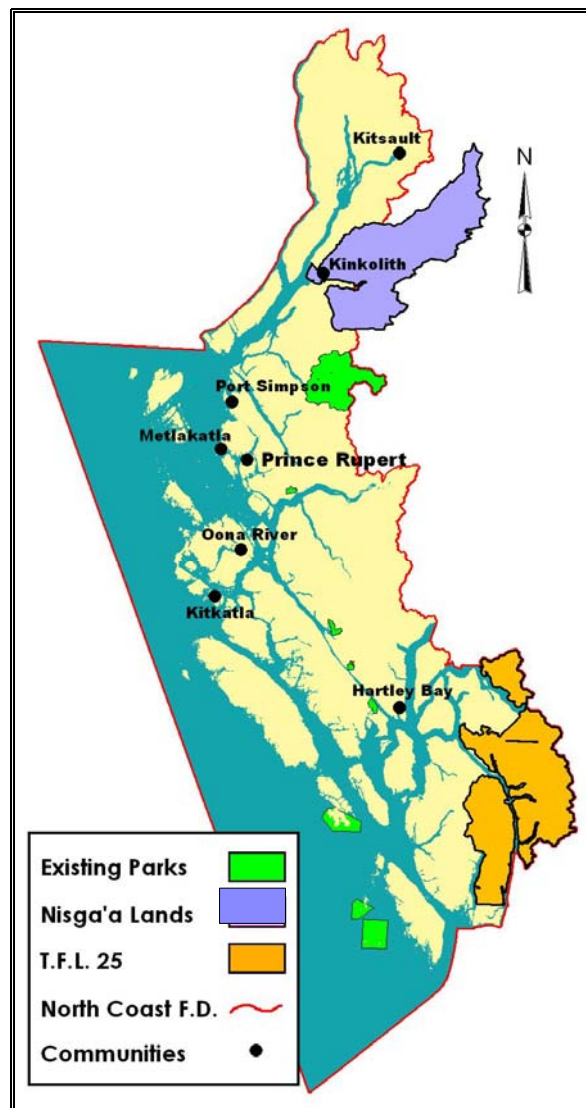 Kitsault
N
Kinkolith
Port Simpson
Metlakatla
Prince Rupert
Oona River
Kitkatla
Hartley Bay
Existing Parks
Nisga'a Lands
T.F.L. 25
North Coast F.D.
Communities